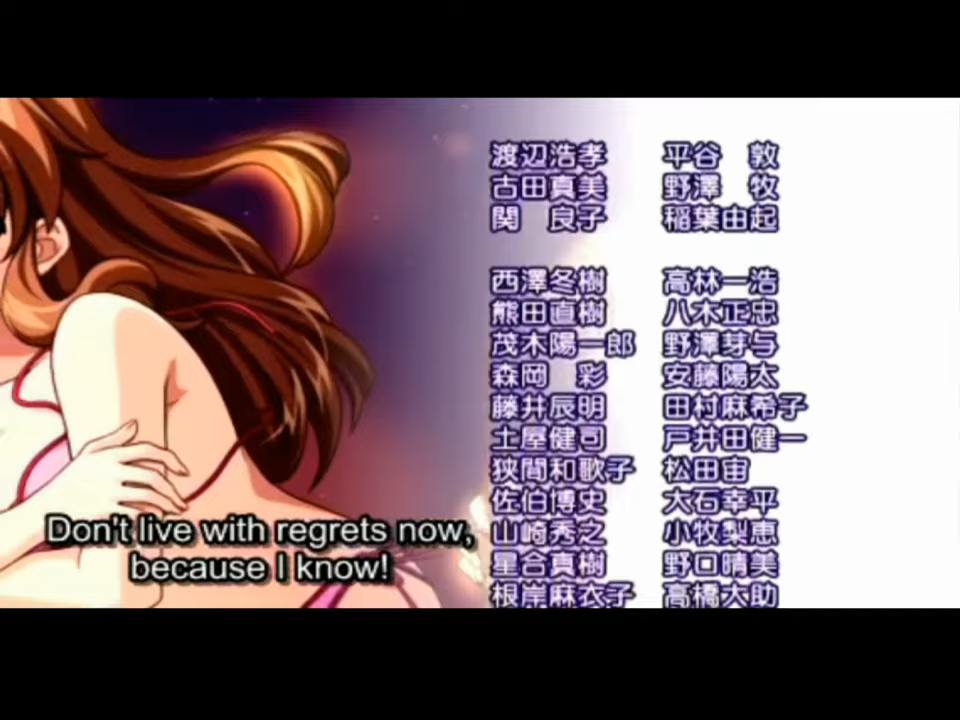 渡辺浩孝 平谷 敦
古田真美 野澤 牧
関 良子 稲葉由起
西澤冬樹 高林一浩
熊田直樹 八木正忠
茂木陽一郎 野澤芽与
森岡 彩 安藤陽太
藤井辰明 田村麻希子
土屋健司 戸井田健一
狭間和歌子 松田宙
佐伯博史 大石幸平
山崎秀之 小牧梨恵
星合真樹 野口晴美
根岸麻衣子 高橋大助
Don't live with regrets now,
because I know!